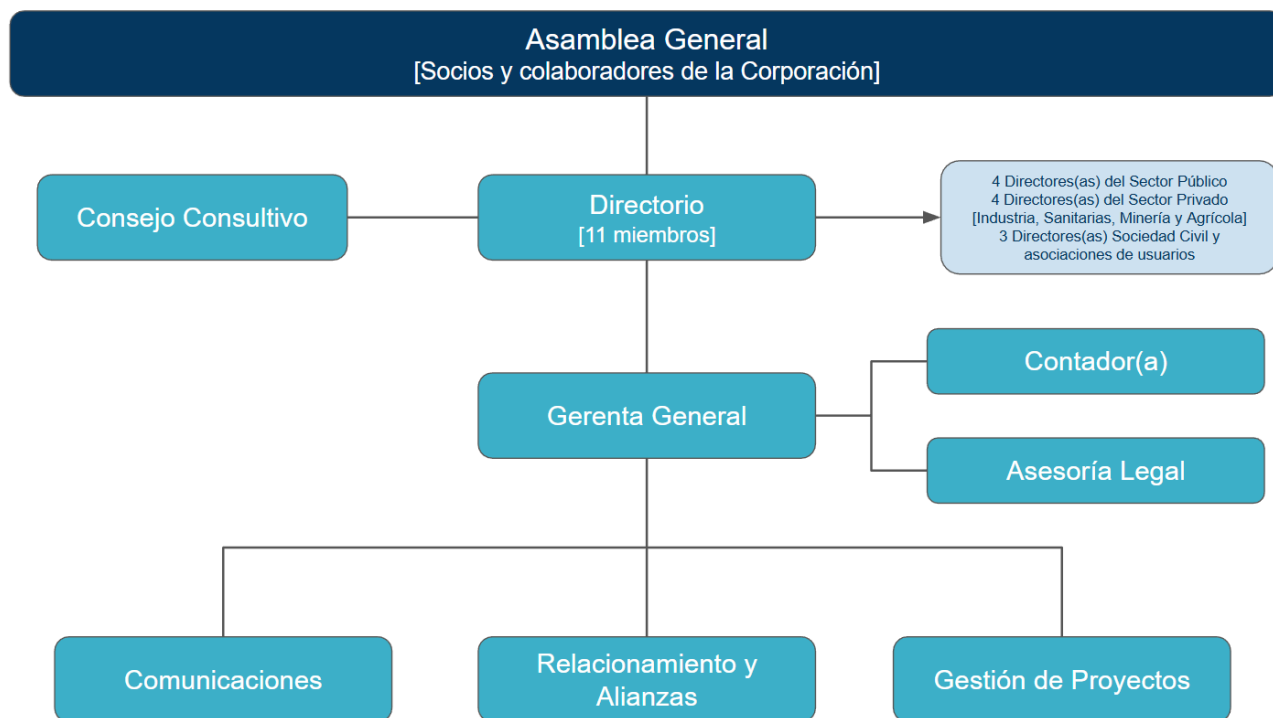 Asamblea General
[Socios y colaboradores de la Corporación]
Consejo Consultivo
Directorio
[11 miembros]
4 Directores(as) del Sector Público
4 Directores(as) del Sector Privado
[Industria, Sanitarias, Minería y Agrícola]
3 Directores(as) Sociedad Civil y
asociaciones de usuarios
Gerenta General
Contador(a)
Asesoría Legal
Comunicaciones
Relacionamiento y
Alianzas
Gestión de Proyectos